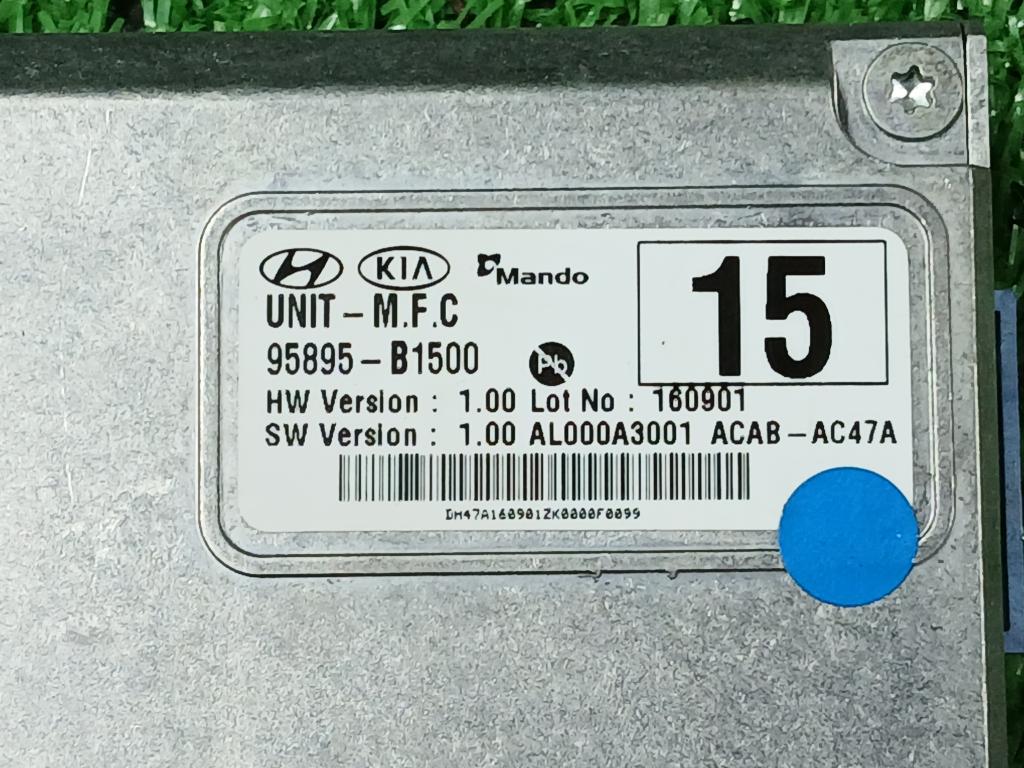 KIA Mando
15
UNIT - M.F.C
95895 - B1500 Pb
HW Version : 1.00 Lot No : 160901
SW Version : 1.00 AL000A3001 ACAB - AC47A
DM47A160901ZK0000F0099